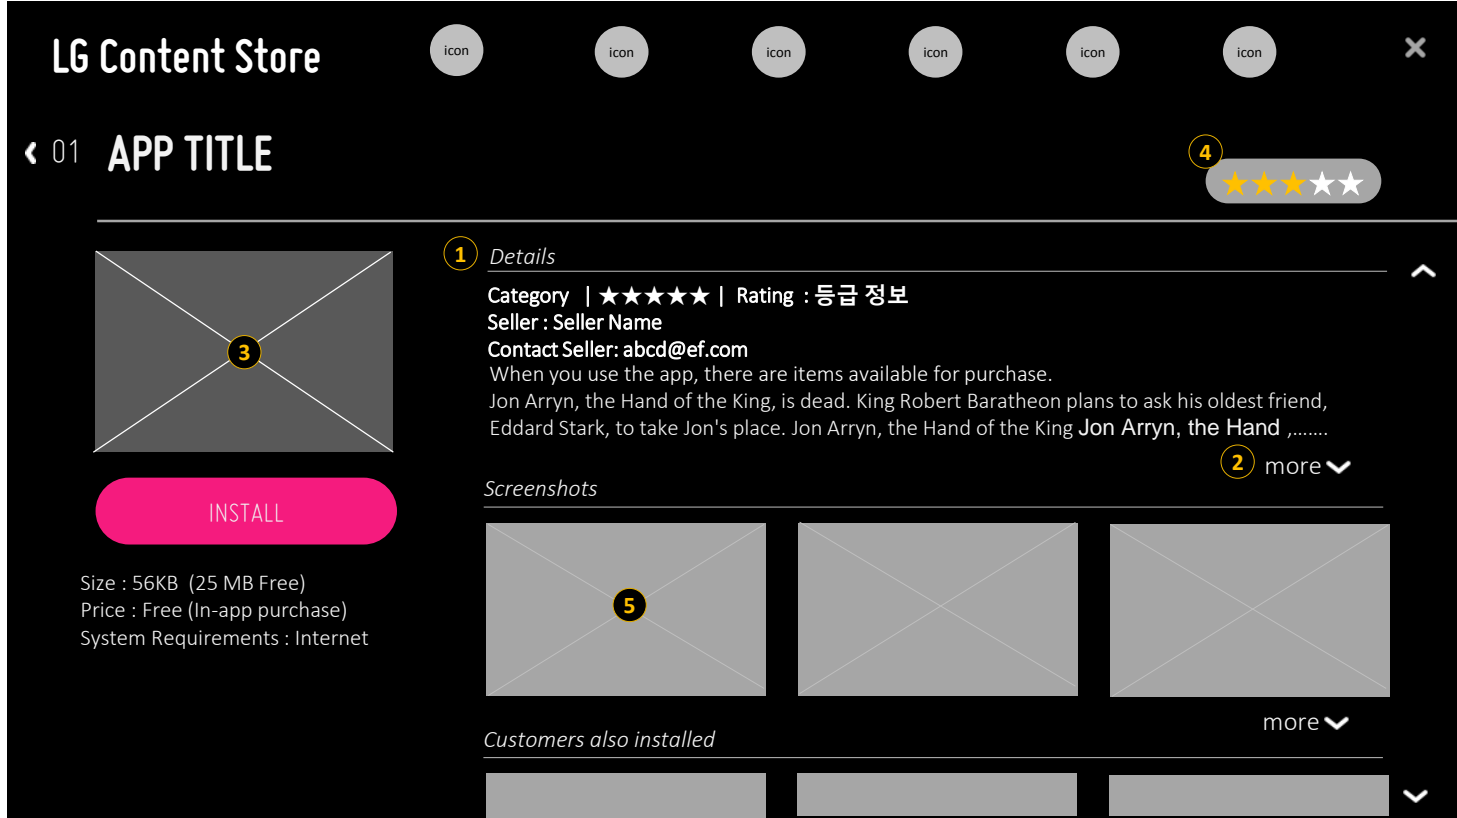 LG Content Store
icon
icon
icon
icon
icon
icon
01 APP TITLE
4
1 Details
Category | ★★★★★ | Rating : 등급 정보
Seller : Seller Name
Contact Seller: abcd@ef.com
When you use the app, there are items available for purchase.
Jon Arryn, the Hand of the King, is dead. King Robert Baratheon plans to ask his oldest friend,
Eddard Stark, to take Jon's place. Jon Arryn, the Hand of the King Jon Arryn, the Hand ,.......
2 more
3
INSTALL
Size : 56KB (25 MB Free)
Price : Free (In-app purchase)
System Requirements : Internet
Screenshots
5
more
Customers also installed